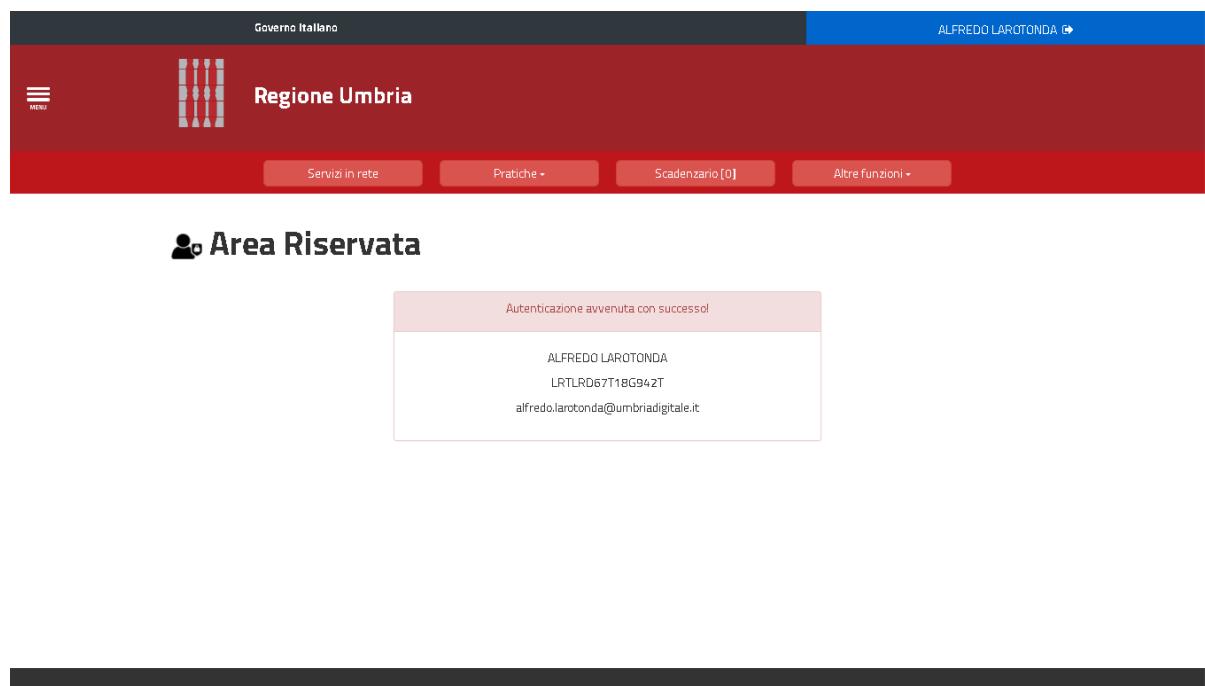 Governo Italiano
ALFREDO LAROTONDA
MENU
Regione Umbria
Servizi in rete
Pratiche
Scadenzario [0]
Altre funzioni
Area Riservata
Autenticazione avvenuta con successo!
ALFREDO LAROTONDA
LRTLRD67T18G942T
alfredo.larotonda@umbriadigitale.it